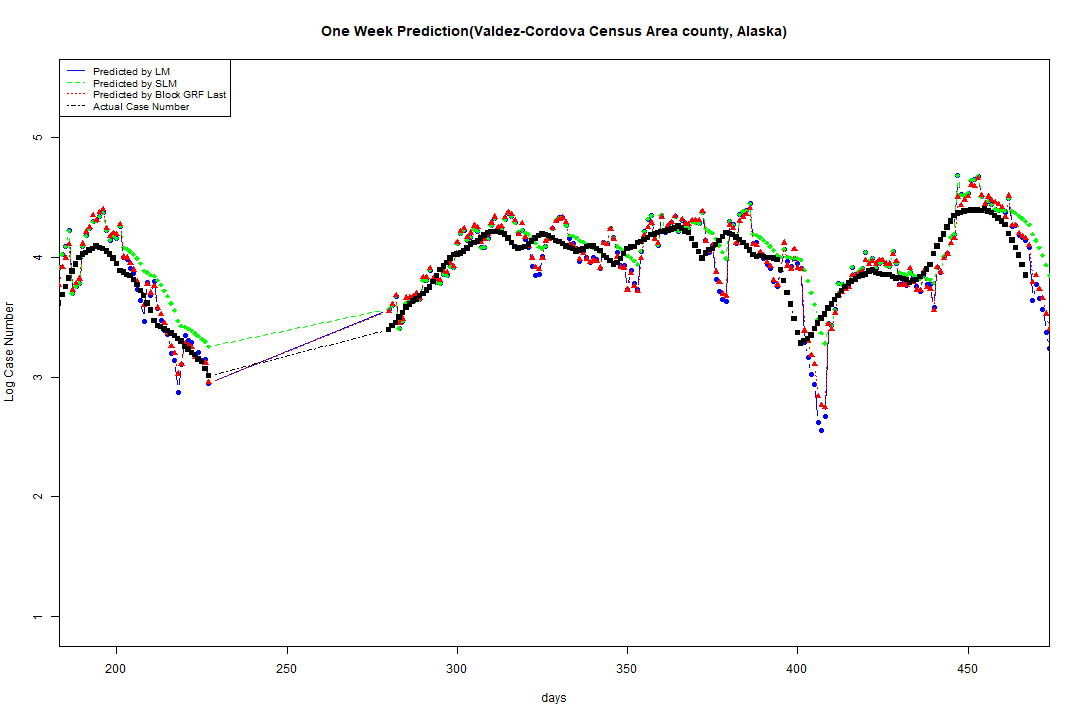 One Week Prediction(Valdez-Cordova Census Area county, Alaska)
Predicted by LM
Predicted by SLM
Predicted by Block GRF Last
Actual Case Number
Log Case Number
5
4
3
2
1
200 250 300 350 400 450
days